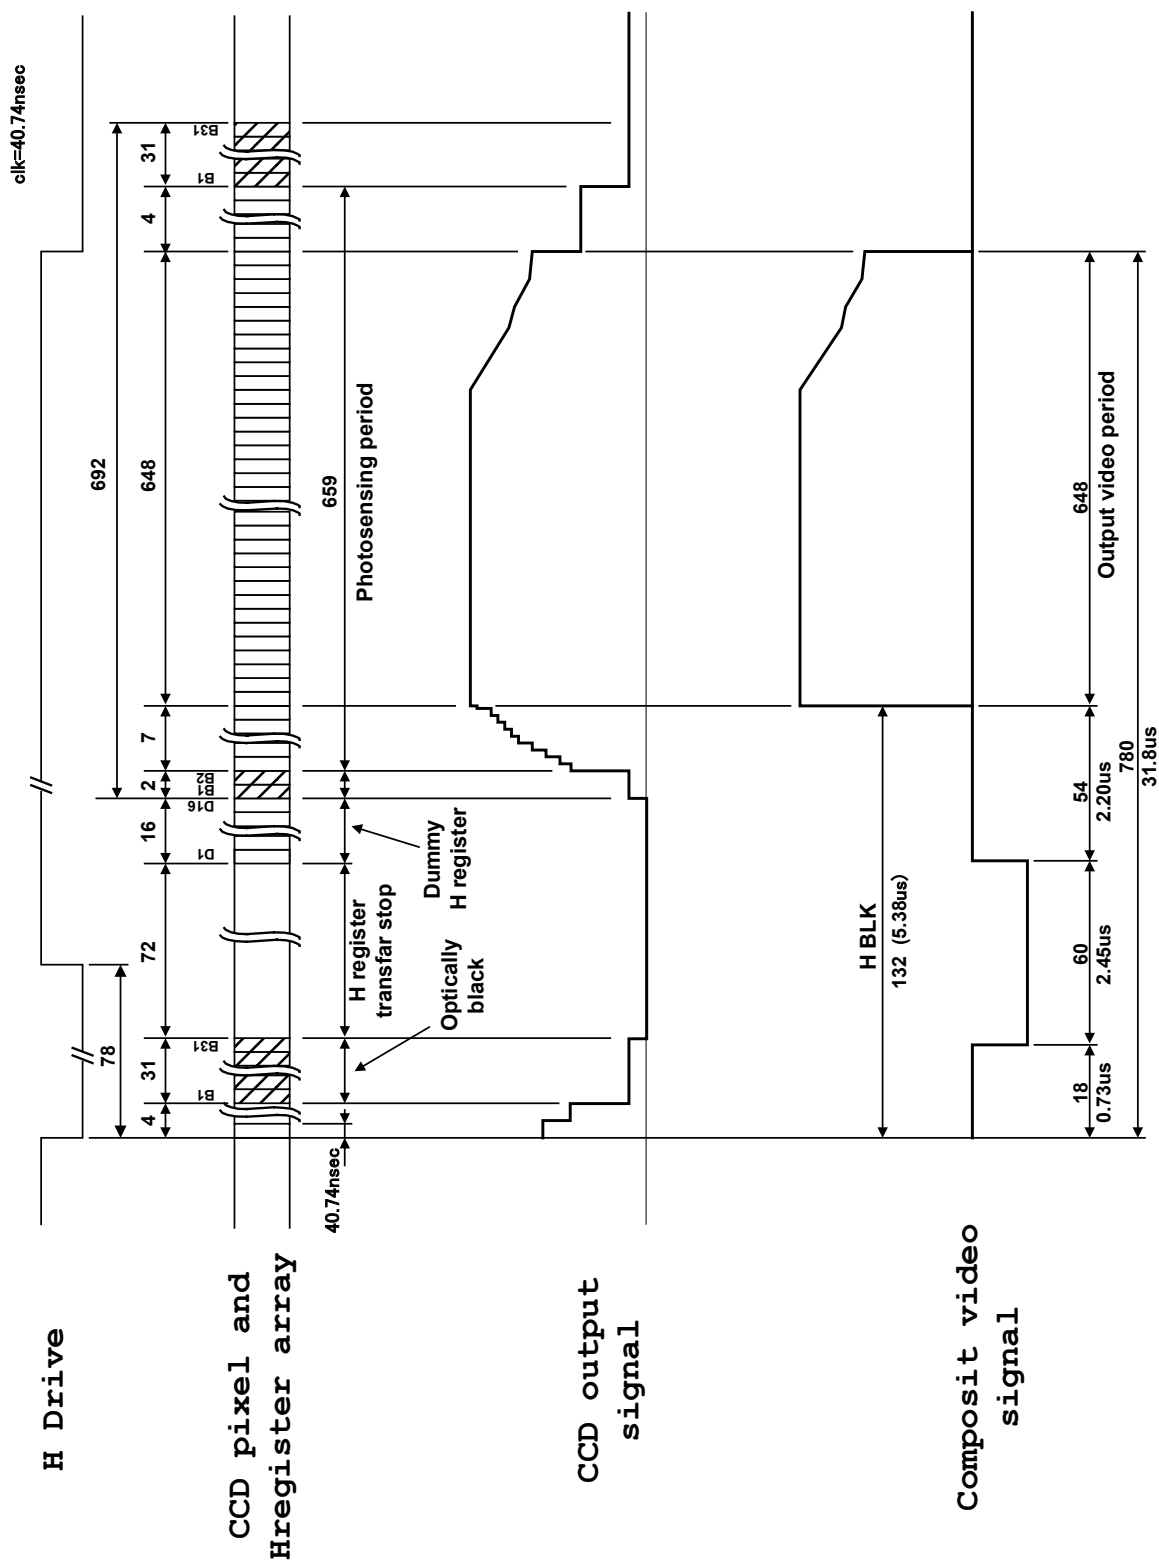 clk=40.74nsec
H Drive
78
692
4
31
72
16
2
7
648
4
31
B1
B31
D1
D16
B1
B2
B1
B31
CCD pixel and
Hregister array
40.74nsec
H register
transfar stop
Optically
black
Dummy
H register
659
Photosensing period
CCD output
signal
H BLK
132 (5.38us)
Composit video
signal
18
0.73us
60
2.45us
54
2.20us
648
Output video period
780
31.8us